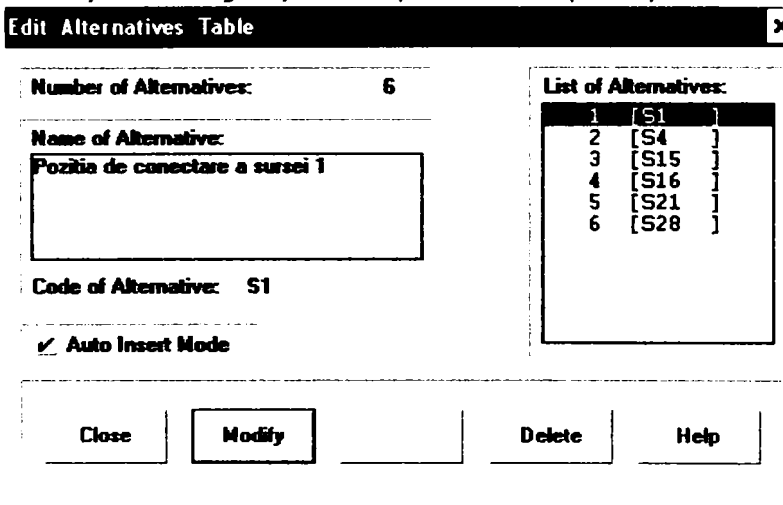 Edit Alternatives Table
Number of Alternatives: 6
Name of Alternative:
Pozitia de conectare a sursei 1
Code of Alternative: S1
✔ Auto Insert Mode
List of Alternatives:
1 [S1 ]
2 [S4 ]
3 [S15 ]
4 [S16 ]
5 [S21 ]
6 [S28 ]
Close Modify Delete Help